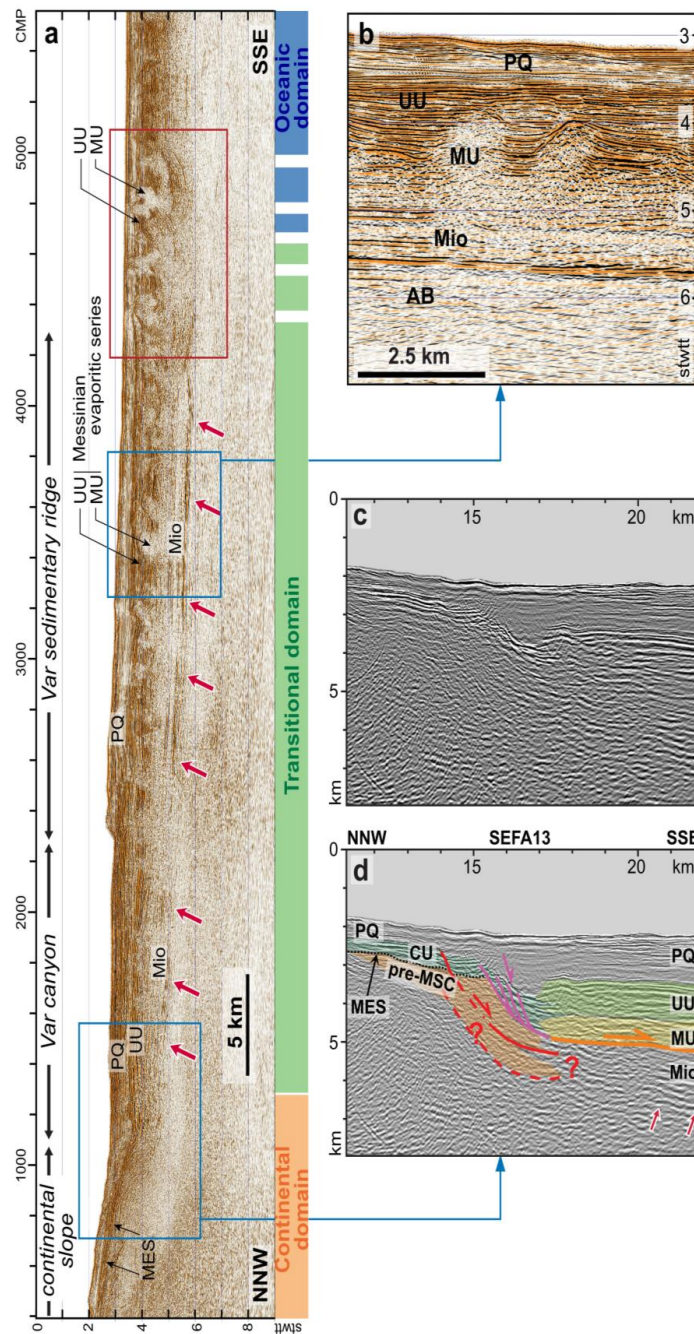 a
CMP
1000
2000
3000
4000
5000
continental
slope
Var canyon
Var sedimentary ridge
Messinian
evaporitic series
UU
MU
UU
MU
MES
PQ
UU
Mio
PQ
Mio
5 km
NNW
SSE
0
2
4
6
8
stwtt
Continental
domain
Transitional domain
Oceanic
domain
b
PQ
UU
MU
Mio
AB
3
4
5
6
stwtt
2.5 km
c
15
20
km
0
5
km
NNW
SEFA13
SSE
d
15
20
km
0
5
km
PQ
CU
pre-MSC
MES
?
?
PQ
UU
MU
Mio